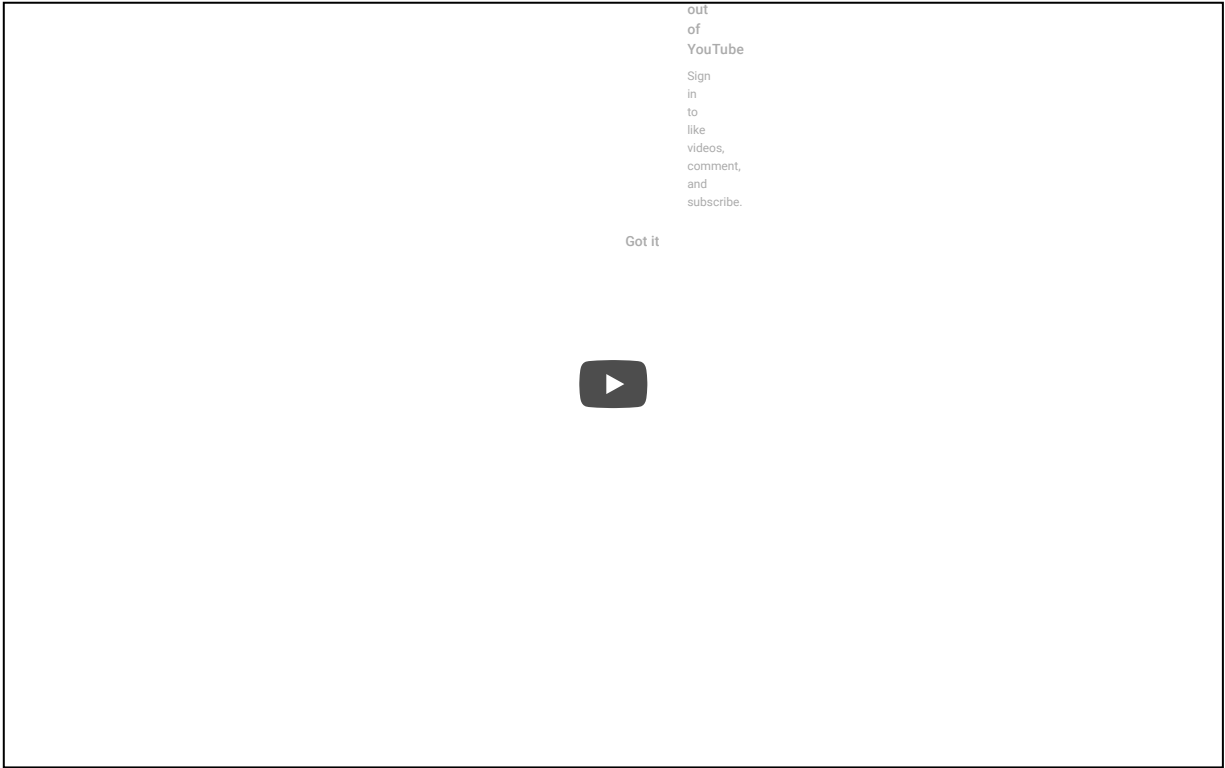 out
of
YouTube
Sign
in
to
like
videos,
comment,
and
subscribe.
Got it